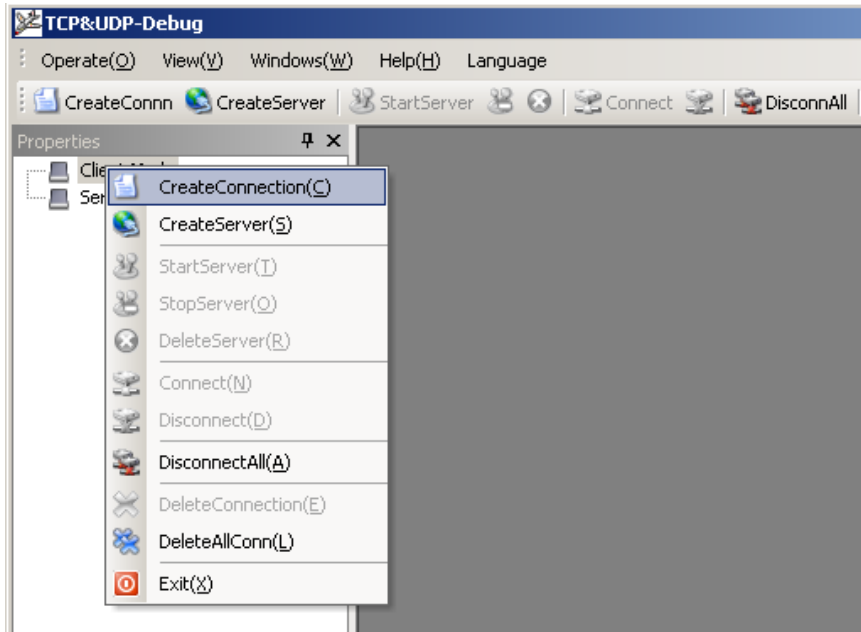 TCP&UDP-Debug
Operate(O) View(V) Windows(W) Help(H) Language
CreateConnn CreateServer StartServer Connect DisconnAll
Properties
CreateConnection(C)
CreateServer(S)
StartServer(T)
StopServer(O)
DeleteServer(R)
Connect(N)
Disconnect(D)
DisconnectAll(A)
DeleteConnection(E)
DeleteAllConn(L)
Exit(X)